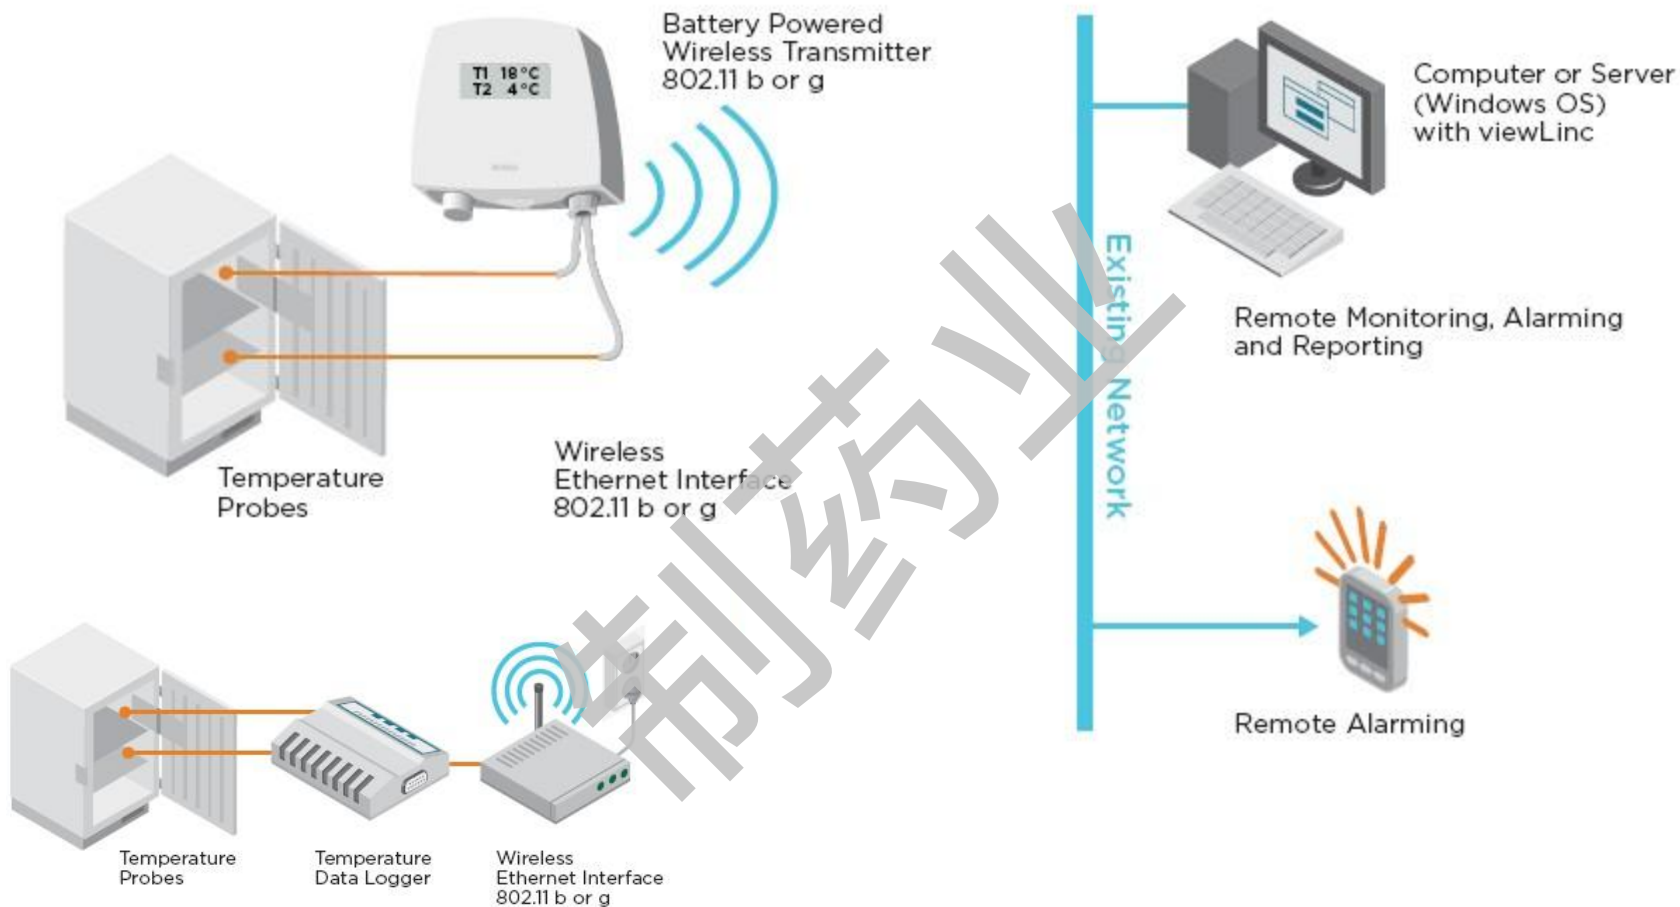 Battery Powered
Wireless Transmitter
802.11 b or g
T1 18°C
T2 4°C
Temperature
Probes
Wireless
Ethernet Interface
802.11 b or g
Existing Network
Computer or Server
(Windows OS)
with viewLinc
Remote Monitoring, Alarming
and Reporting
Remote Alarming
制药业
Temperature
Probes
Temperature
Data Logger
Wireless
Ethernet Interface
802.11 b or g